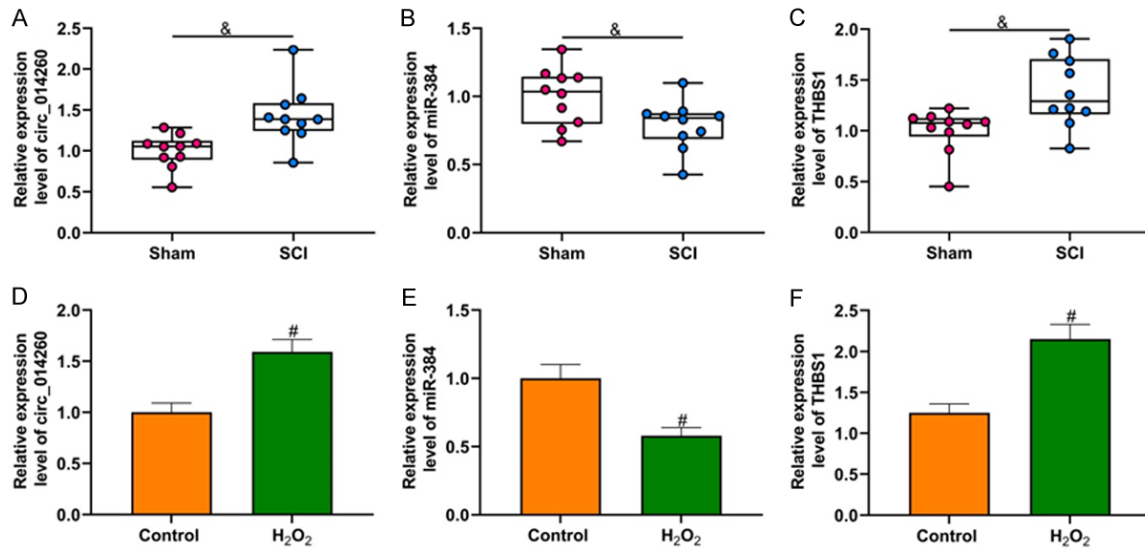 A
Relative expression
level of circ_014260
2.5
2.0
1.5
1.0
0.5
0.0
&
Sham
SCI
B
Relative expression
level of miR-384
1.5
1.0
0.5
0.0
&
Sham
SCI
C
Relative expression
level of THBS1
2.0
1.5
1.0
0.5
0.0
&
Sham
SCI
D
Relative expression
level of circ_014260
2.0
1.5
1.0
0.5
0.0
#
Control
H₂O₂
E
Relative expression
level of miR-384
1.5
1.0
0.5
0.0
#
Control
H₂O₂
F
Relative expression
level of THBS1
2.5
2.0
1.5
1.0
0.5
0.0
#
Control
H₂O₂